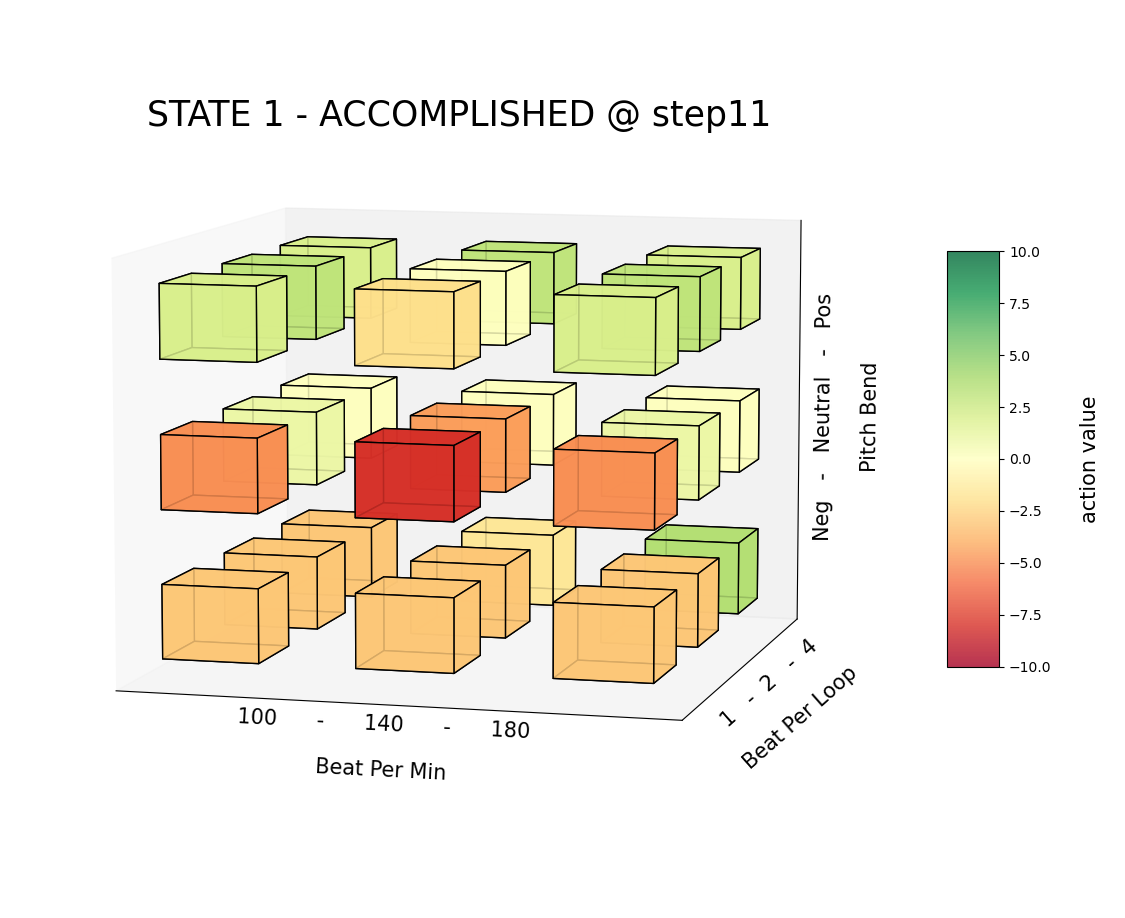 STATE 1 - ACCOMPLISHED @ step11
Neg - Neutral - Pos
Pitch Bend
1 - 2 - 4
Beat Per Loop
100 - 140 - 180
Beat Per Min
10.0
7.5
5.0
2.5
0.0
−2.5
−5.0
−7.5
−10.0
action value